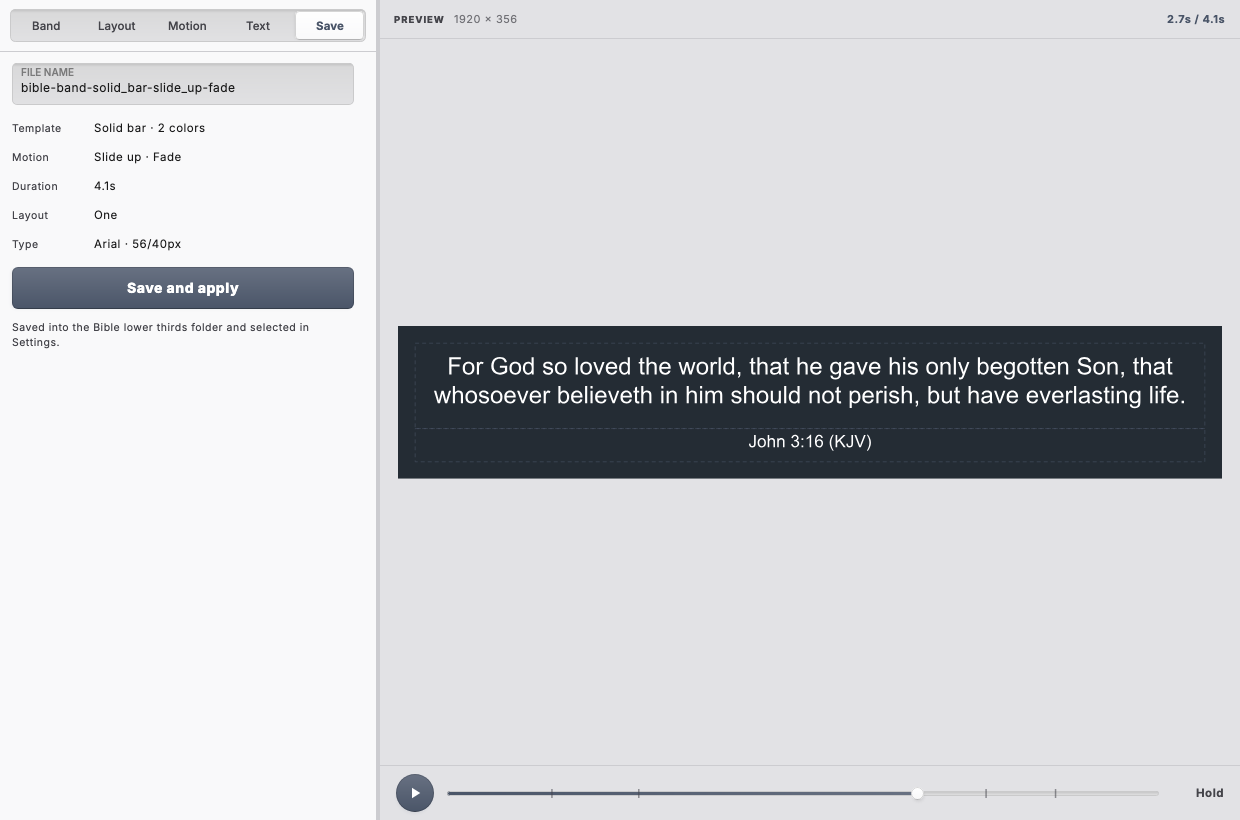 Band
Layout
Motion
Text
Save
FILE NAME
bible-band-solid_bar-slide_up-fade
Template Solid bar · 2 colors
Motion Slide up · Fade
Duration 4.1s
Layout One
Type Arial · 56/40px
Save and apply
Saved into the Bible lower thirds folder and selected in
Settings.
PREVIEW 1920 × 356
2.7s / 4.1s
For God so loved the world, that he gave his only begotten Son, that
whosoever believeth in him should not perish, but have everlasting life.
John 3:16 (KJV)
Hold